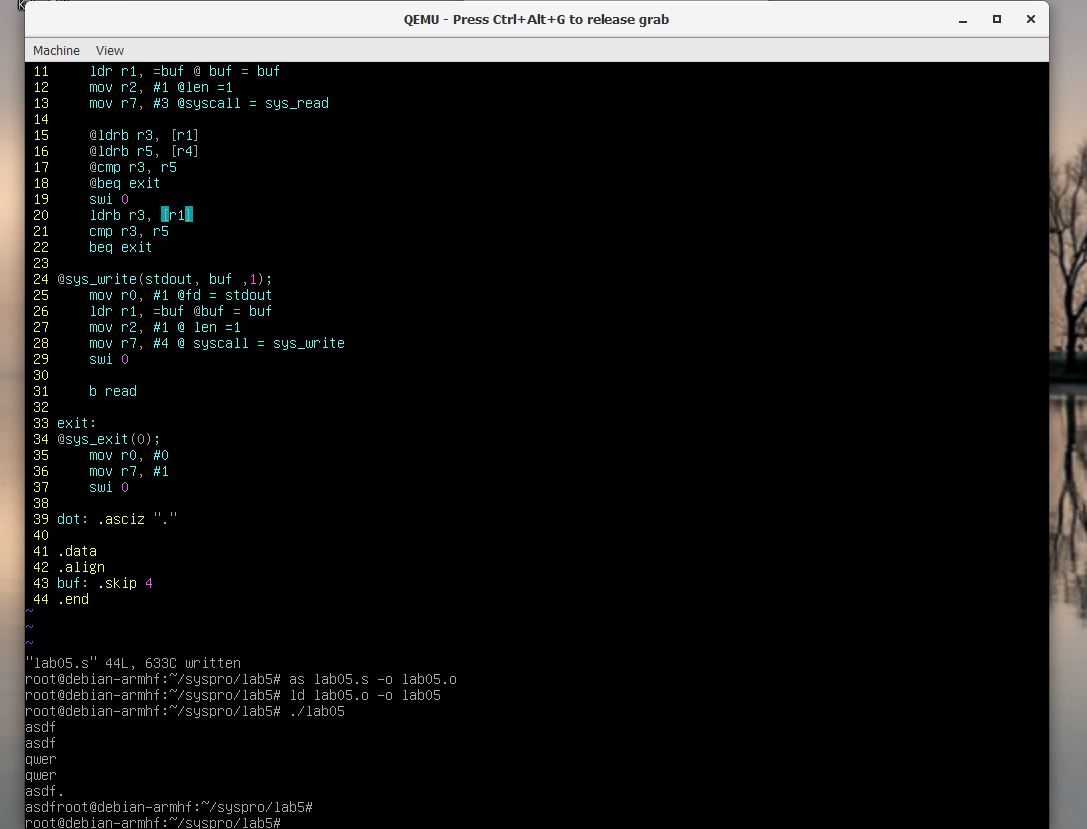 QEMU - Press Ctrl+Alt+G to release grab
Machine View
11 ldr r1, =buf @ buf = buf
12 mov r2, #1 @len =1
13 mov r7, #3 @syscall = sys_read
14
15 @ldrb r3, [r1]
16 @ldrb r5, [r4]
17 @cmp r3, r5
18 @beq exit
19 swi 0
20 ldrb r3, [r1]
21 cmp r3, r5
22 beq exit
23
24 @sys_write(stdout, buf ,1);
25 mov r0, #1 @fd = stdout
26 ldr r1, =buf @buf = buf
27 mov r2, #1 @ len =1
28 mov r7, #4 @ syscall = sys_write
29 swi 0
30
31 b read
32
33 exit:
34 @sys_exit(0);
35 mov r0, #0
36 mov r7, #1
37 swi 0
38
39 dot: .asciz "."
40
41 .data
42 .align
43 buf: .skip 4
44 .end
~
~
~
"lab05.s" 44L, 633C written
root@debian-armhf:~/syspro/lab5# as lab05.s -o lab05.o
root@debian-armhf:~/syspro/lab5# ld lab05.o -o lab05
root@debian-armhf:~/syspro/lab5# ./lab05
asdf
asdf
qwer
qwer
asdf.
asdfroot@debian-armhf:~/syspro/lab5#
root@debian-armhf:~/syspro/lab5#